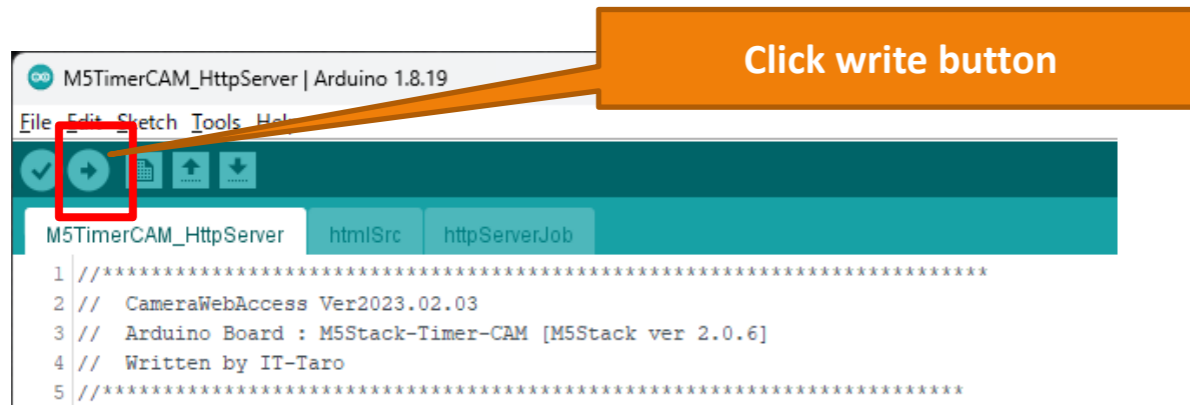 Click write button
M5TimerCAM_HttpServer | Arduino 1.8.19
File Edit Sketch Tools
M5TimerCAM_HttpServer htmlSrc httpServerJob
1 //*************************************************************************
2 // CameraWebAccess Ver2023.02.03
3 // Arduino Board : M5Stack-Timer-CAM [M5Stack ver 2.0.6]
4 // Written by IT-Taro
5 //***********************************************************************